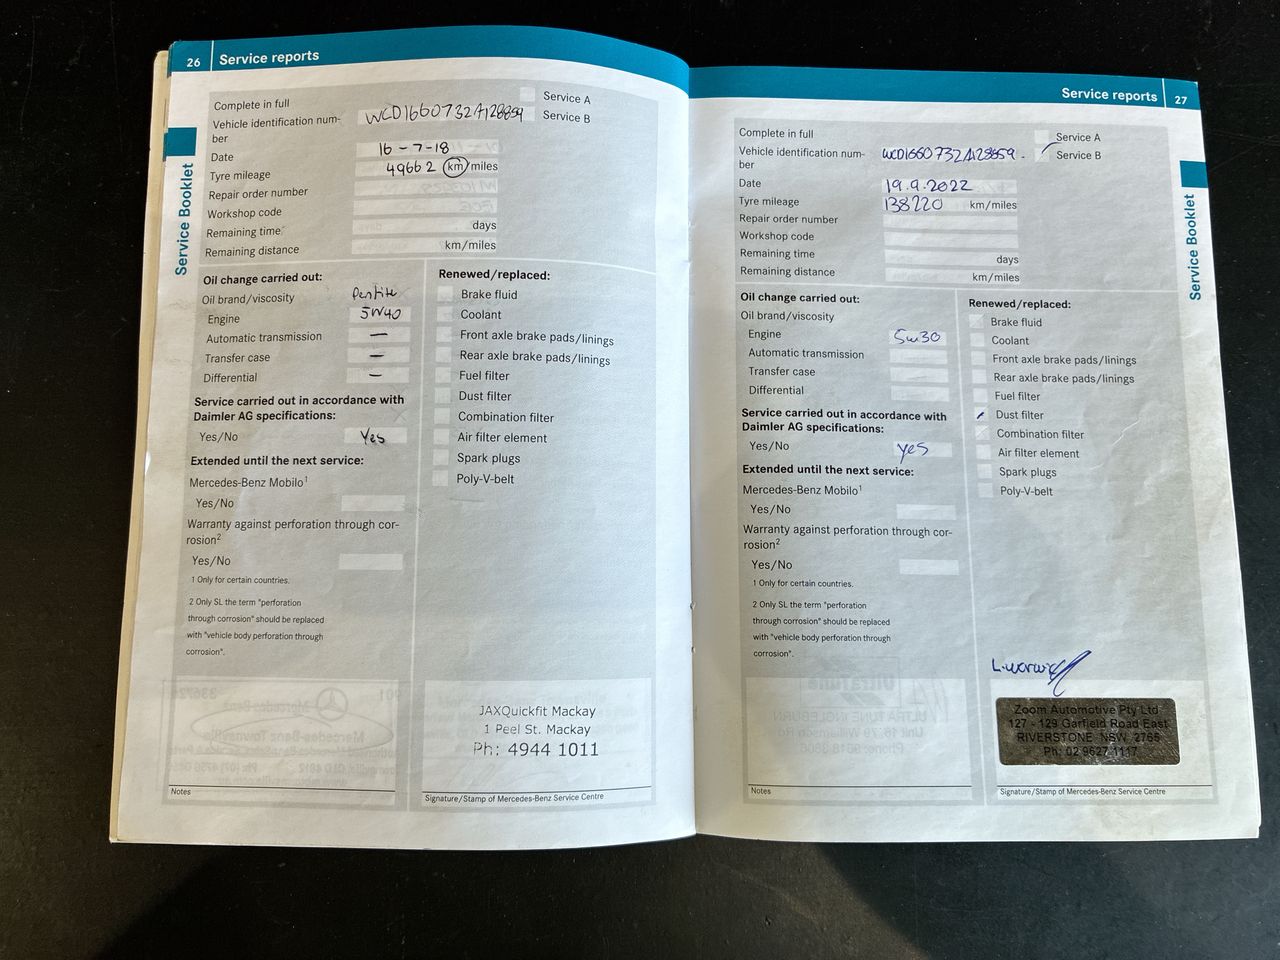 26 Service reports
Complete in full
Service A
Vehicle identification num-
ber
WCD1660732A128859
Service B
Date 16-7-18
Tyre mileage 49662 km/miles
Repair order number
Workshop code
Remaining time days
Remaining distance km/miles
Service Booklet
Oil change carried out:
Oil brand/viscosity Penrite
Engine 5W40
Automatic transmission —
Transfer case —
Differential —
Service carried out in accordance with
Daimler AG specifications:
Yes/No Yes
Extended until the next service:
Mercedes-Benz Mobilo1
Yes/No
Warranty against perforation through cor-
rosion2
Yes/No
1 Only for certain countries.
2 Only SL the term "perforation
through corrosion" should be replaced
with "vehicle body perforation through
corrosion".
Renewed/replaced:
Brake fluid
Coolant
Front axle brake pads/linings
Rear axle brake pads/linings
Fuel filter
Dust filter
Combination filter
Air filter element
Spark plugs
Poly-V-belt
JAXQuickfit Mackay
1 Peel St. Mackay
Ph: 4944 1011
Notes
Signature/Stamp of Mercedes-Benz Service Centre
Service reports 27
Complete in full
Service A
Vehicle identification num-
ber
WCD1660732A128859
Service B
Date 19.9.2022
Tyre mileage 138220 km/miles
Repair order number
Workshop code
Remaining time days
Remaining distance km/miles
Service Booklet
Oil change carried out:
Oil brand/viscosity
Engine 5w30
Automatic transmission
Transfer case
Differential
Service carried out in accordance with
Daimler AG specifications:
Yes/No yes
Extended until the next service:
Mercedes-Benz Mobilo1
Yes/No
Warranty against perforation through cor-
rosion2
Yes/No
1 Only for certain countries.
2 Only SL the term "perforation
through corrosion" should be replaced
with "vehicle body perforation through
corrosion".
Renewed/replaced:
Brake fluid
Coolant
Front axle brake pads/linings
Rear axle brake pads/linings
Fuel filter
Dust filter
Combination filter
Air filter element
Spark plugs
Poly-V-belt
Zoom Automotive Pty Ltd
127 - 129 Garfield Road East
RIVERSTONE NSW 2765
Ph: 02 9627 1117
Notes
Signature/Stamp of Mercedes-Benz Service Centre